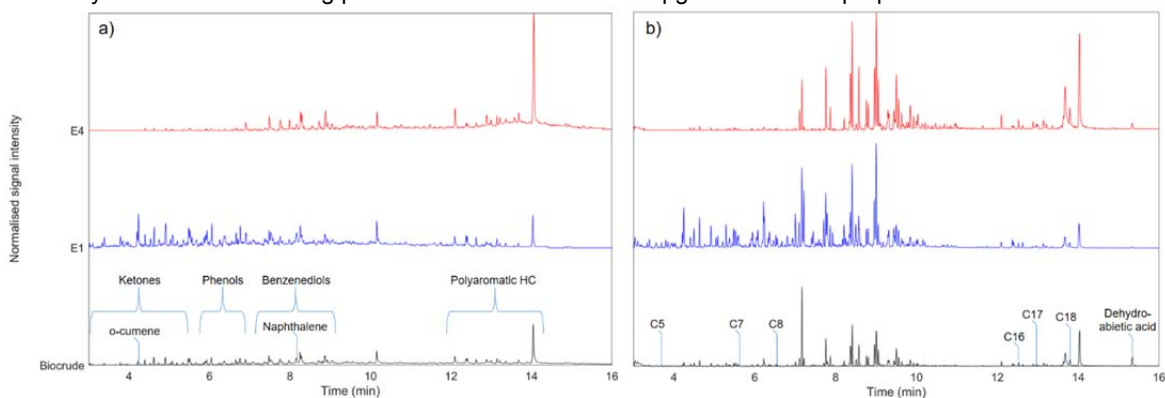 a)
b)
Normalised signal intensity
E4
E1
Biocrude
Ketones
Phenols
Benzenediols
Polyaromatic HC
o-cumene
Naphthalene
C5
C7
C8
C16
C17
C18
Dehydro-
abietic acid
4 6 8 10 12 14 16
4 6 8 10 12 14 16
Time (min)
Time (min)